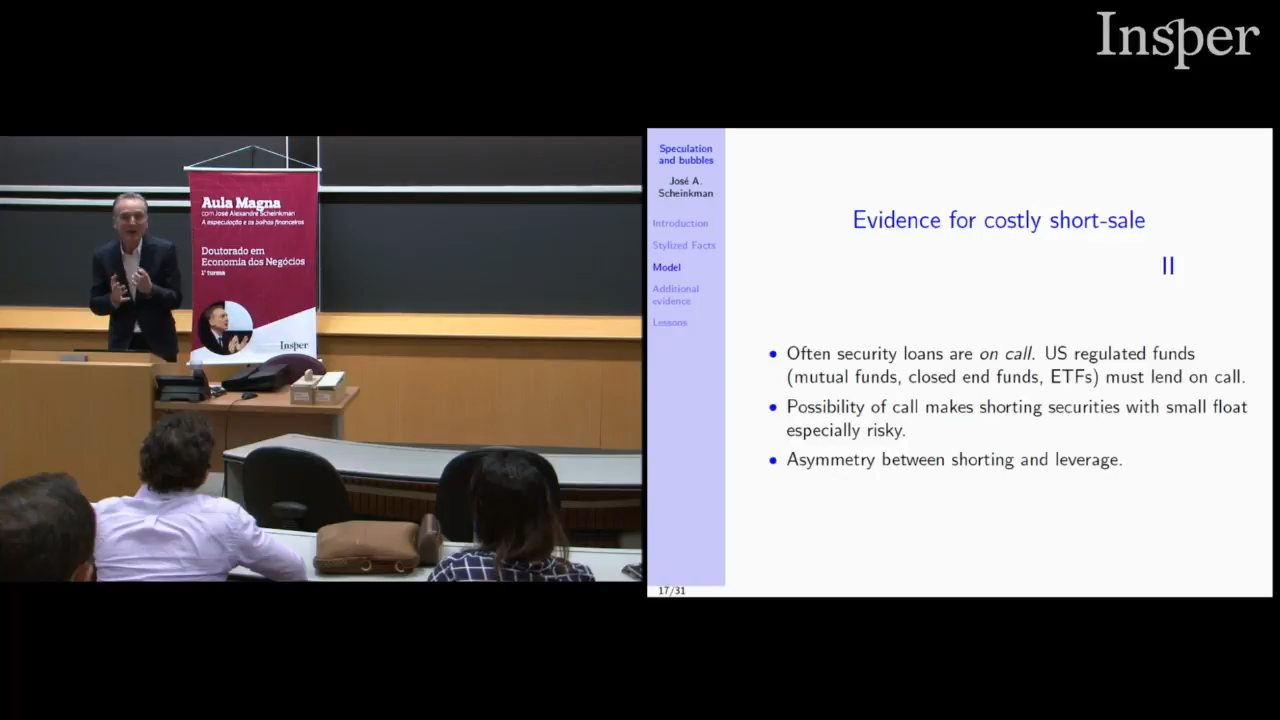 Insper
Aula Magna
com José Alexandre Scheinkman
A especulação e as bolhas financeiras
Doutorado em
Economia dos Negócios
1ª turma
Insper
Speculation
and bubbles
José A.
Scheinkman
Introduction
Stylized Facts
Model
Additional
evidence
Lessons
Evidence for costly short-sale
II
• Often security loans are on call. US regulated funds
(mutual funds, closed end funds, ETFs) must lend on call.
• Possibility of call makes shorting securities with small float
especially risky.
• Asymmetry between shorting and leverage.
17/31